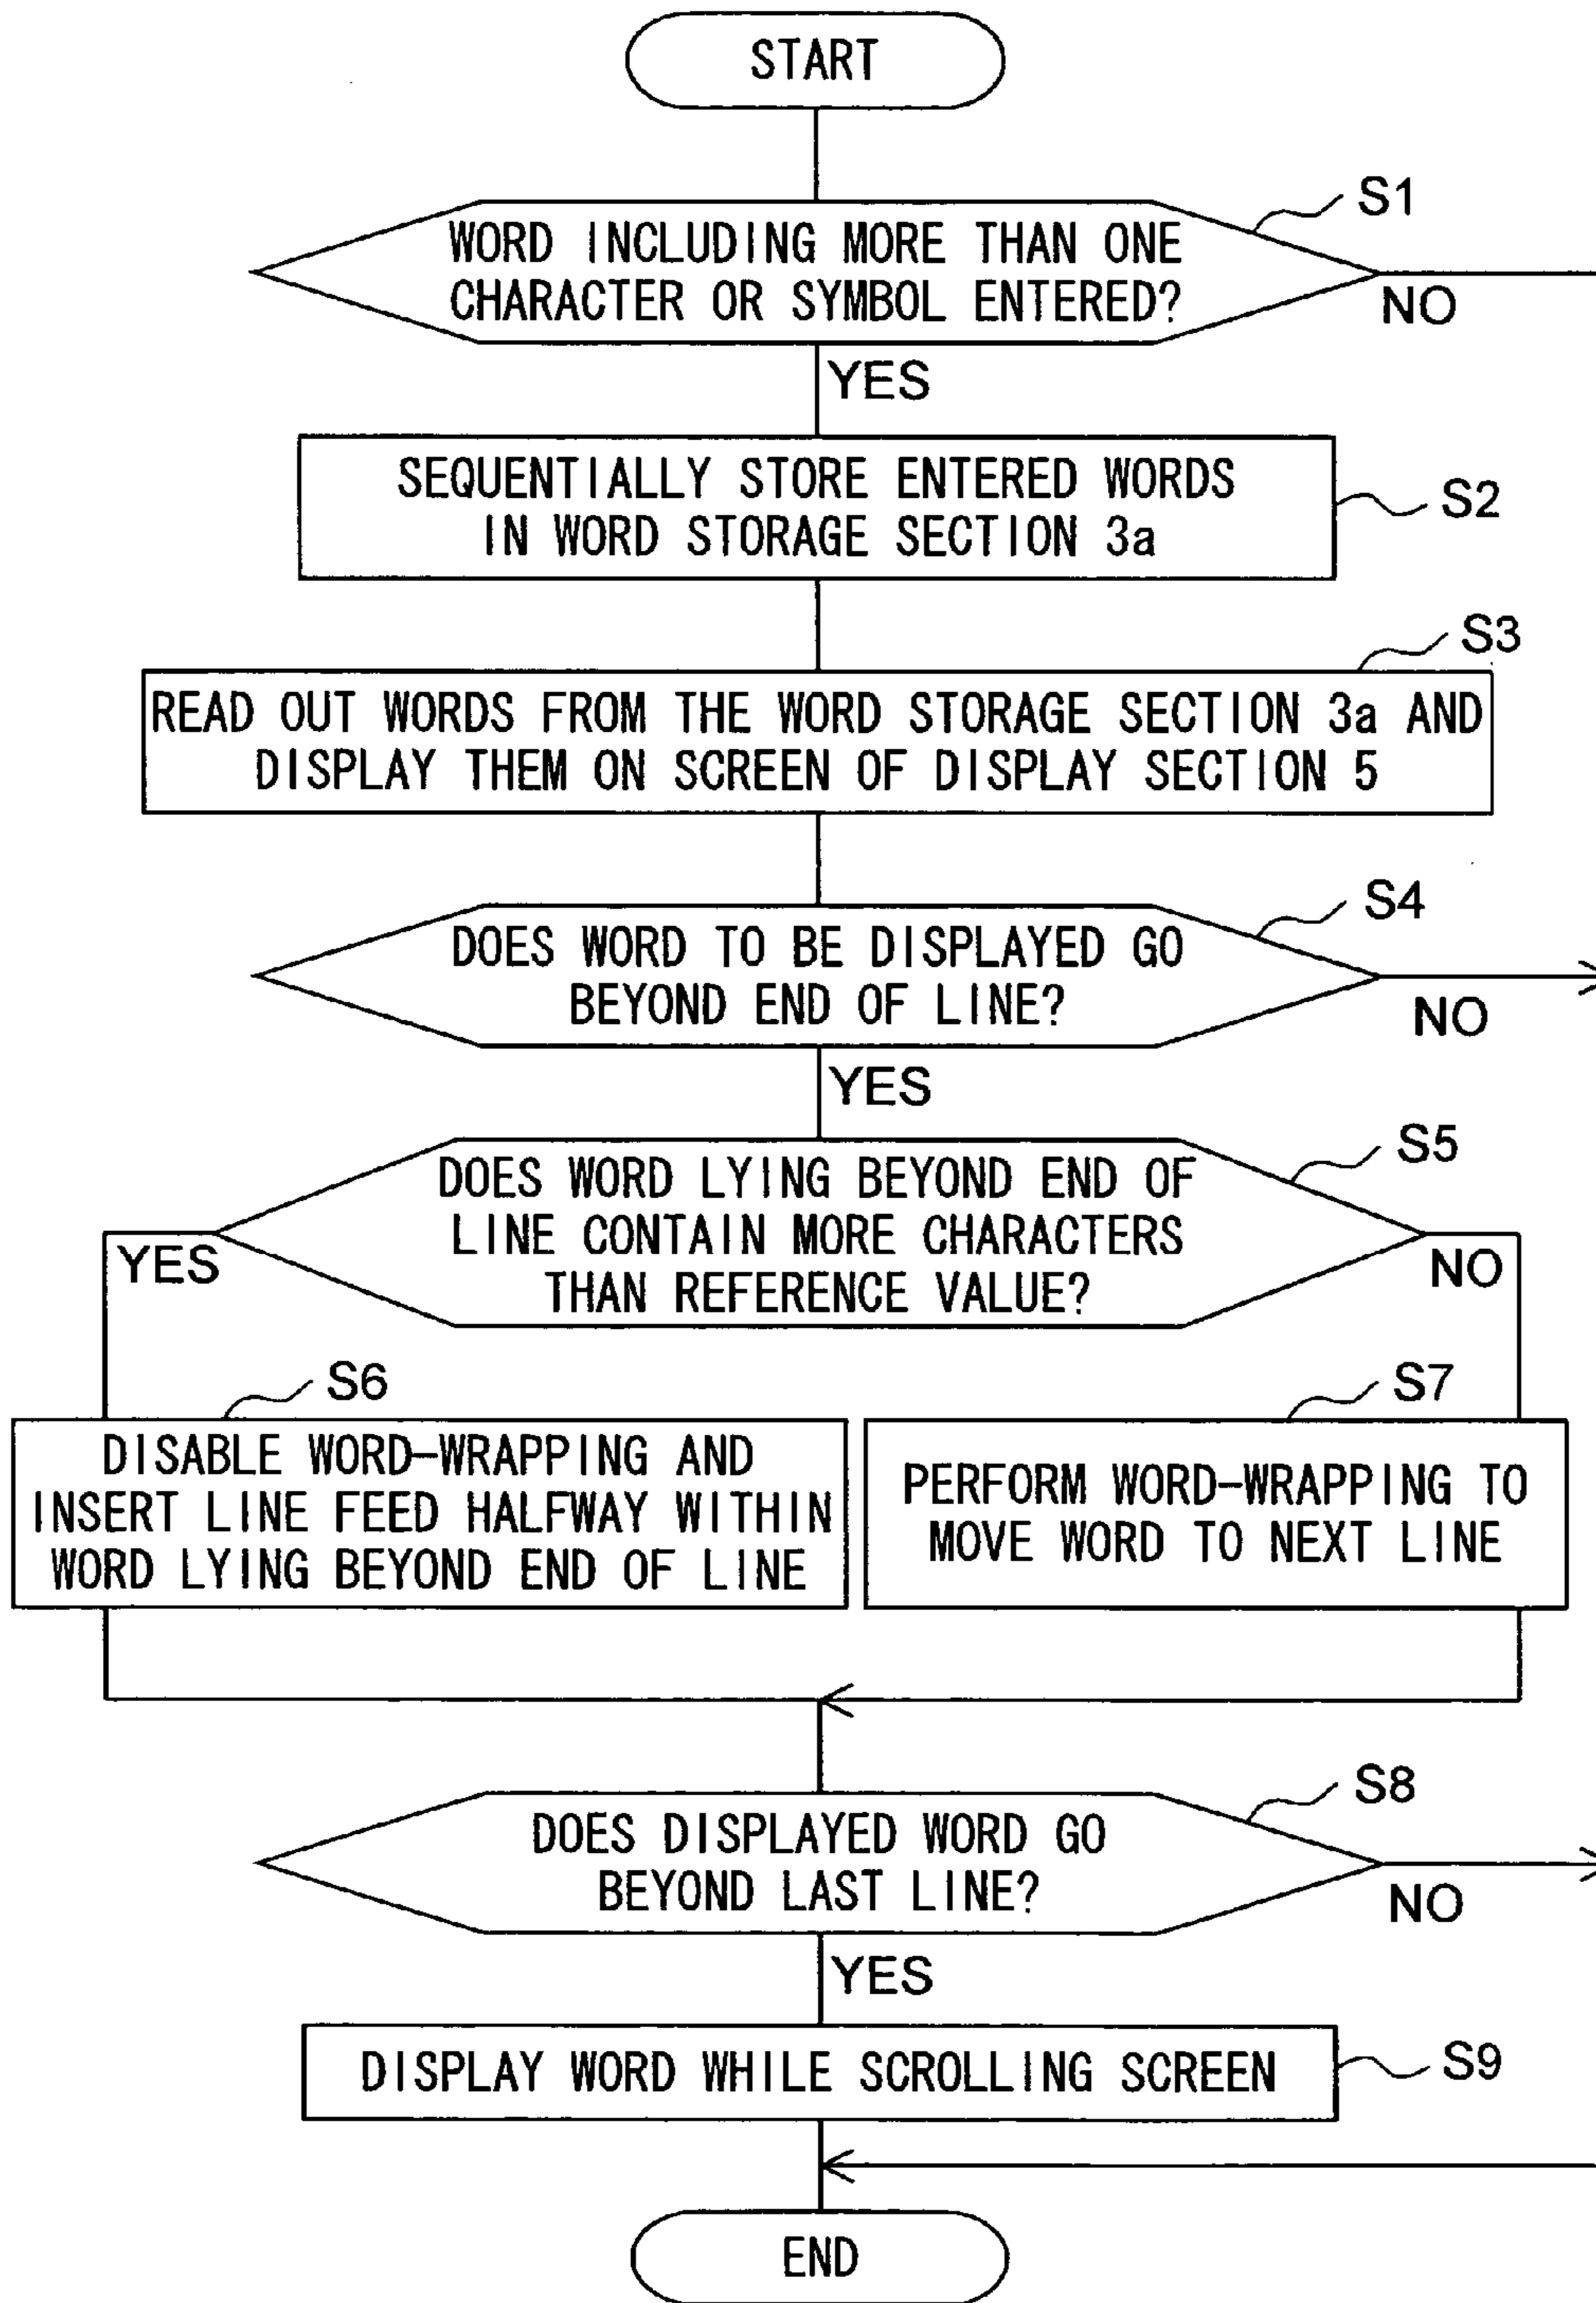 START
S1
WORD INCLUDING MORE THAN ONE
CHARACTER OR SYMBOL ENTERED?
NO
YES
SEQUENTIALLY STORE ENTERED WORDS
IN WORD STORAGE SECTION 3a
S2
S3
READ OUT WORDS FROM THE WORD STORAGE SECTION 3a AND
DISPLAY THEM ON SCREEN OF DISPLAY SECTION 5
S4
DOES WORD TO BE DISPLAYED GO
BEYOND END OF LINE?
NO
YES
S5
DOES WORD LYING BEYOND END OF
LINE CONTAIN MORE CHARACTERS
THAN REFERENCE VALUE?
YES
NO
S6
DISABLE WORD-WRAPPING AND
INSERT LINE FEED HALFWAY WITHIN
WORD LYING BEYOND END OF LINE
S7
PERFORM WORD-WRAPPING TO
MOVE WORD TO NEXT LINE
S8
DOES DISPLAYED WORD GO
BEYOND LAST LINE?
NO
YES
DISPLAY WORD WHILE SCROLLING SCREEN
S9
END